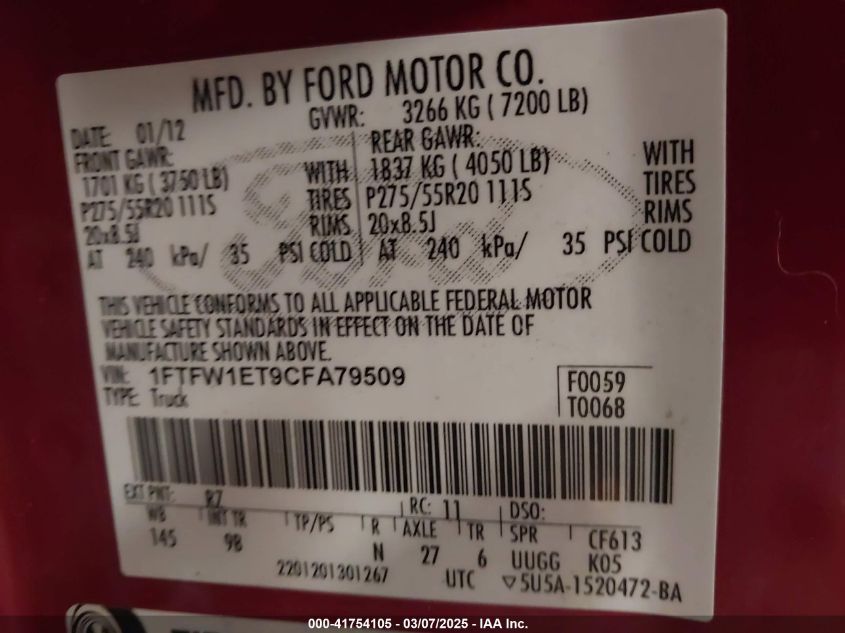 MFD. BY FORD MOTOR CO.
DATE: 01/12 GVWR: 3266 KG ( 7200 LB)
FRONT GAWR: REAR GAWR:
1701 KG ( 3750 LB) WITH 1837 KG ( 4050 LB) WITH
P275/55R20 111S TIRES P275/55R20 111S TIRES
20x8.5J RIMS 20x8.5J RIMS
AT 240 kPa/ 35 PSI COLD AT 240 kPa/ 35 PSI COLD
Ford
THIS VEHICLE CONFORMS TO ALL APPLICABLE FEDERAL MOTOR
VEHICLE SAFETY STANDARDS IN EFFECT ON THE DATE OF
MANUFACTURE SHOWN ABOVE.
VIN: 1FTFW1ET9CFA79509 F0059
TYPE: Truck T0068
EXT PNT: RZ RC: 11 DSO:
WB INT TR TP/PS R AXLE TR SPR CF613
145 9B N 27 6 UUGG K05
2201201301267 UTC ▽5U5A-1520472-BA
000-41754105 - 03/07/2025 - IAA Inc.